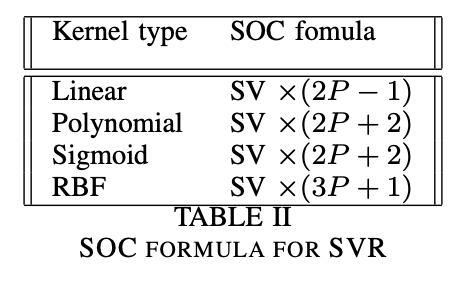 Kernel type SOC fomula
Linear SV ×(2P − 1)
Polynomial SV ×(2P + 2)
Sigmoid SV ×(2P + 2)
RBF SV ×(3P + 1)
TABLE II
SOC FORMULA FOR SVR